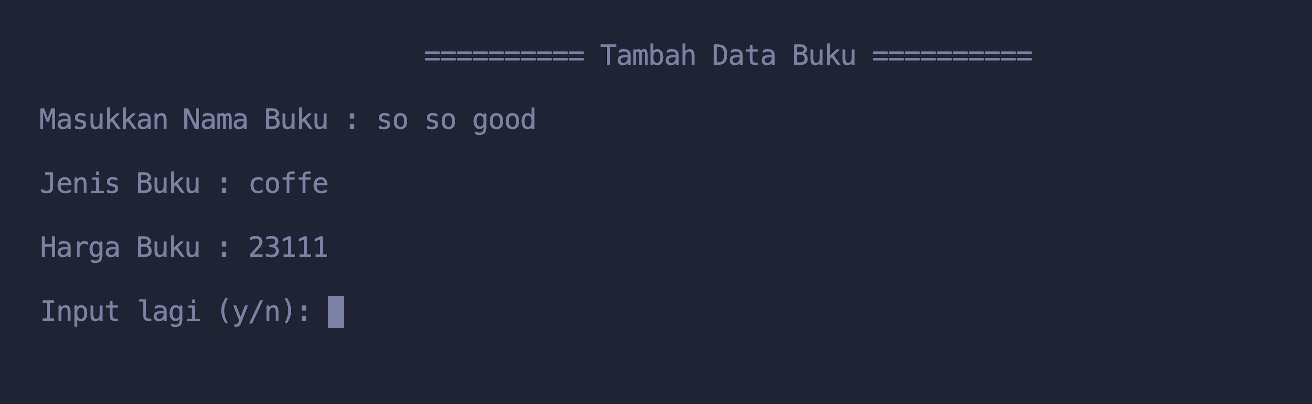 ========== Tambah Data Buku ==========
Masukkan Nama Buku : so so good
Jenis Buku : coffe
Harga Buku : 23111
Input lagi (y/n):